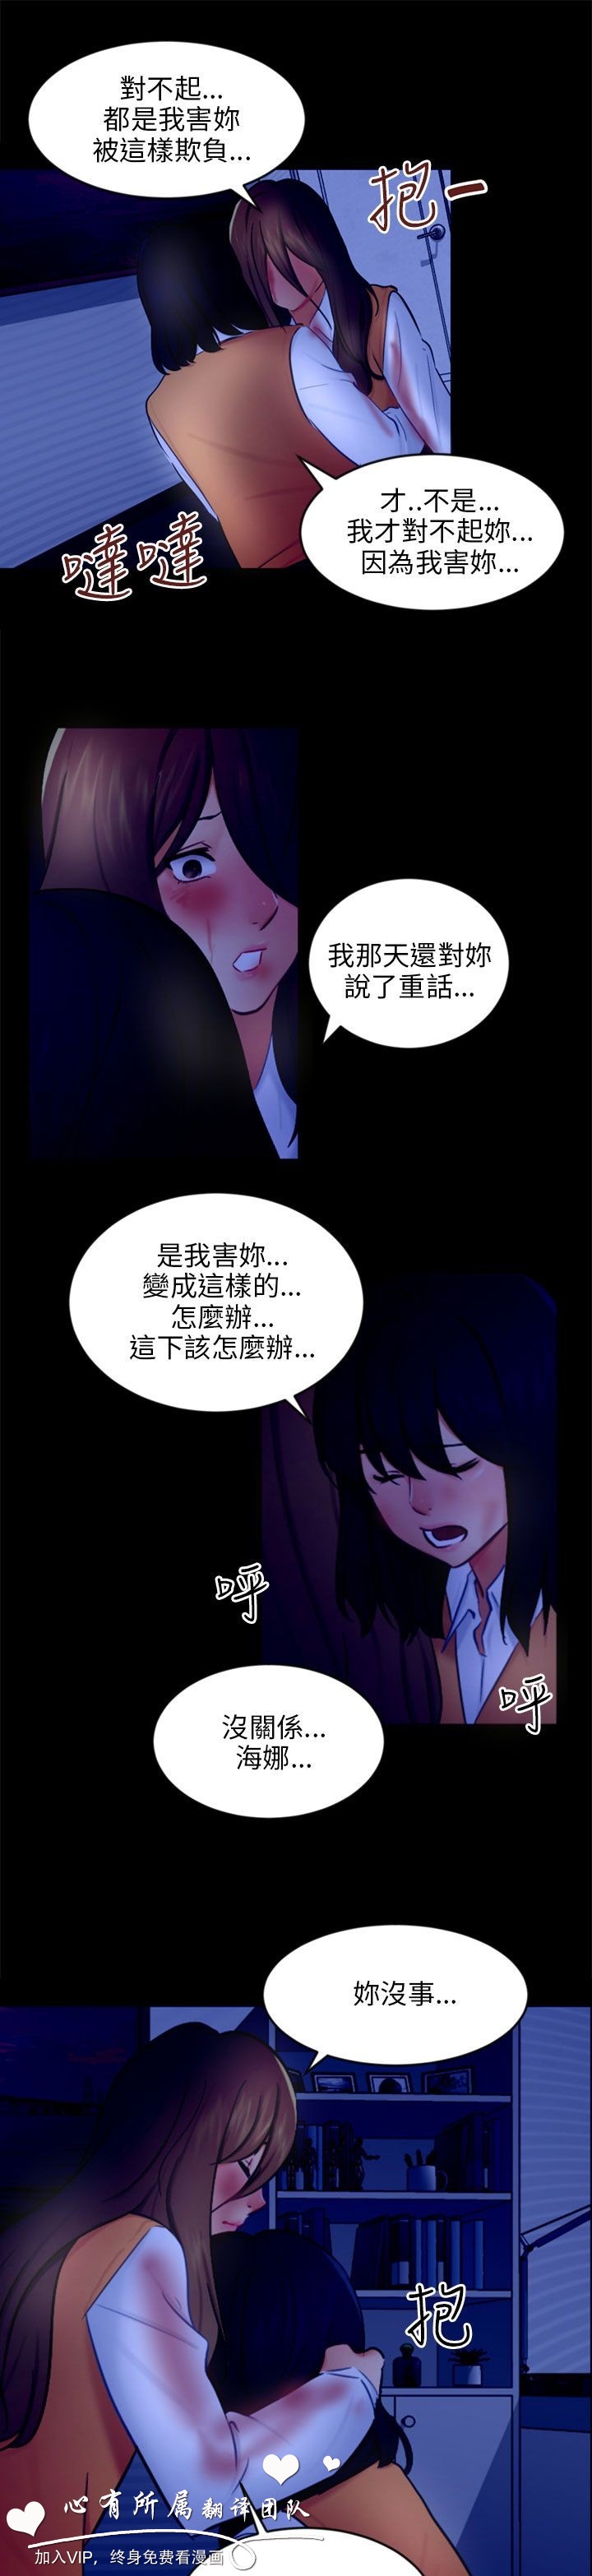 對不起...
都是我害妳
被這樣欺負...
抱一
才..不是...
我才對不起妳...
因為我害妳...
噠噠
我那天還對妳
說了重話...
是我害妳...
變成這樣的...
怎麼辦...
這下該怎麼辦...
呼
呼
沒關係...
海娜...
妳沒事...
抱
心有所属翻译团队
加入VIP，终身免费看漫画